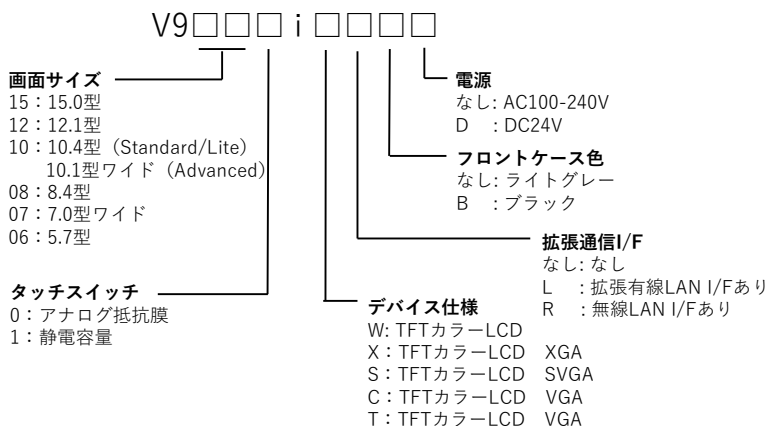 V9□□□i□□□□
画面サイズ
15：15.0型
12：12.1型
10：10.4型（Standard/Lite）
10.1型ワイド（Advanced）
08：8.4型
07：7.0型ワイド
06：5.7型
タッチスイッチ
0：アナログ抵抗膜
1：静電容量
電源
なし: AC100-240V
D ：DC24V
フロントケース色
なし: ライトグレー
B ：ブラック
拡張通信I/F
なし: なし
L ：拡張有線LAN I/Fあり
R ：無線LAN I/Fあり
デバイス仕様
W: TFTカラーLCD
X：TFTカラーLCD XGA
S：TFTカラーLCD SVGA
C：TFTカラーLCD VGA
T：TFTカラーLCD VGA